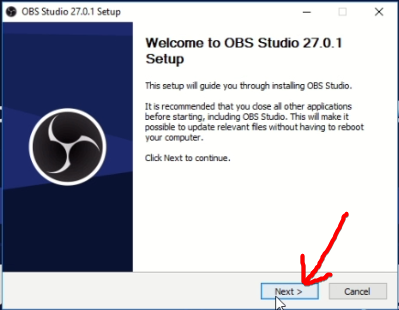 OBS Studio 27.0.1 Setup
Welcome to OBS Studio 27.0.1
Setup
This setup will guide you through installing OBS Studio.
It is recommended that you close all other applications
before starting, including OBS Studio. This will make it
possible to update relevant files without having to reboot
your computer.
Click Next to continue.
Next >
Cancel